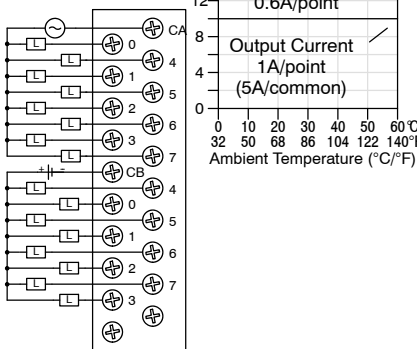 CA
L 0
L 4
L 1
L 5
L 2
L 6
L 3
L 7
+ - CB
L 4
L 0
L 5
L 1
L 6
L 2
L 7
L 3
12
0.6A/point
8
Output Current
1A/point
4
(5A/common)
0
0 10 20 30 40 50 60°C
32 50 68 86 104 122 140°F
Ambient Temperature (°C/°F)